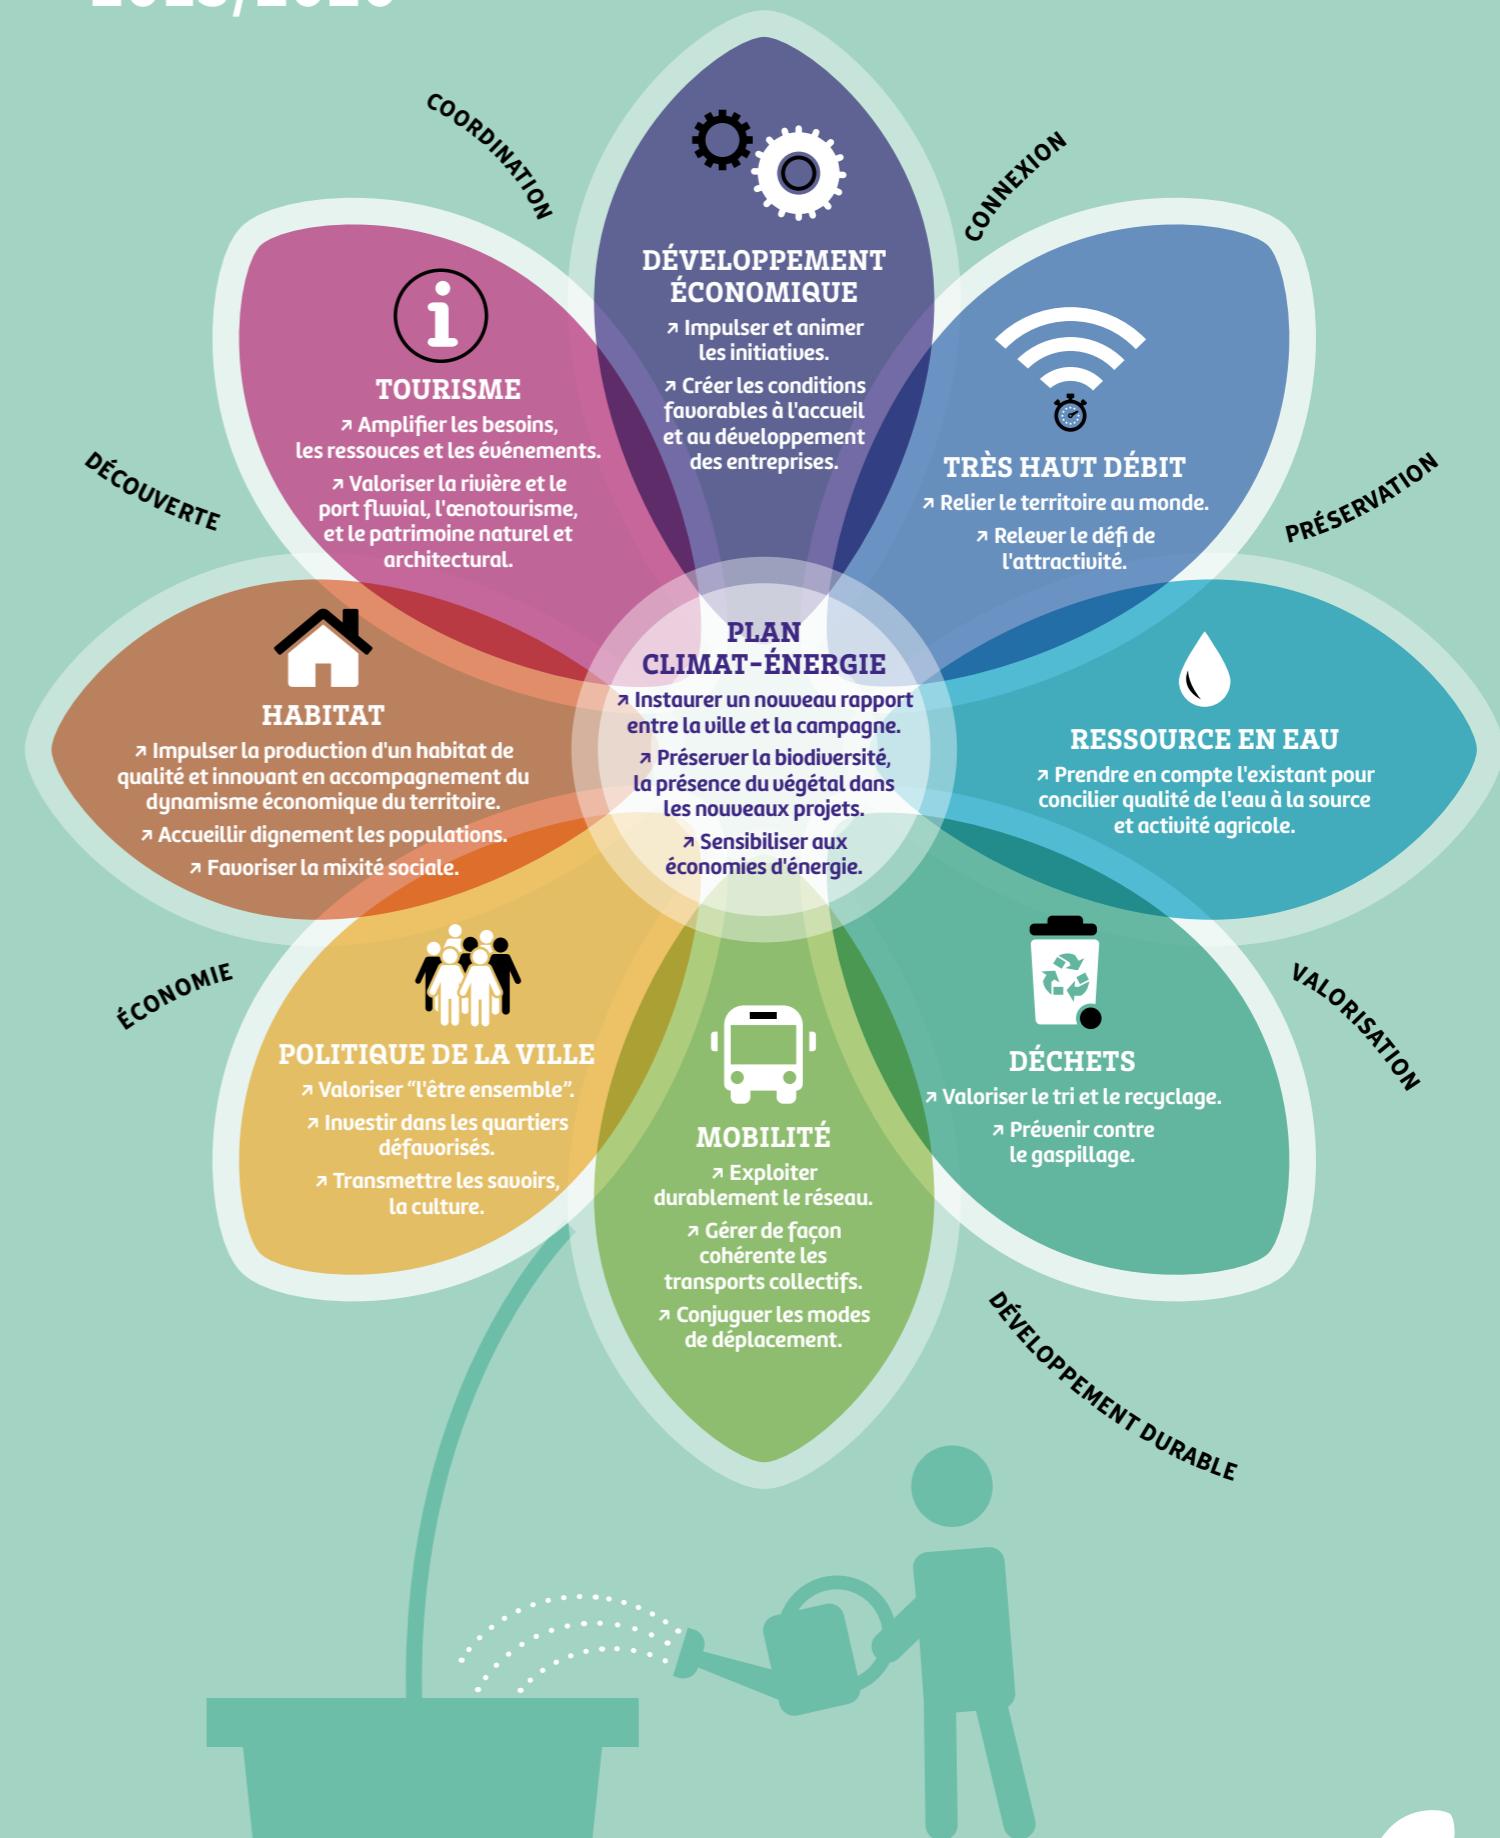 COORDINATION
CONNEXION
DÉVELOPPEMENT
ÉCONOMIQUE
↗ Impulser et animer
les initiatives.
↗ Créer les conditions
favorables à l'accueil
et au développement
des entreprises.
TOURISME
↗ Amplifier les besoins,
les ressouces et les événements.
↗ Valoriser la rivière et le
port fluvial, l'œnotourisme,
et le patrimoine naturel et
architectural.
TRÈS HAUT DÉBIT
↗ Relier le territoire au monde.
↗ Relever le défi de
l'attractivité.
DÉCOUVERTE
PRÉSERVATION
PLAN
CLIMAT-ÉNERGIE
↗ Instaurer un nouveau rapport
entre la ville et la campagne.
↗ Préserver la biodiversité,
la présence du végétal dans
les nouveaux projets.
↗ Sensibiliser aux
économies d'énergie.
HABITAT
↗ Impulser la production d'un habitat de
qualité et innovant en accompagnement du
dynamisme économique du territoire.
↗ Accueillir dignement les populations.
↗ Favoriser la mixité sociale.
RESSOURCE EN EAU
↗ Prendre en compte l'existant pour
concilier qualité de l'eau à la source
et activité agricole.
ÉCONOMIE
VALORISATION
POLITIQUE DE LA VILLE
↗ Valoriser “l'être ensemble”.
↗ Investir dans les quartiers
défavorisés.
↗ Transmettre les savoirs,
la culture.
MOBILITÉ
↗ Exploiter
durablement le réseau.
↗ Gérer de façon
cohérente les
transports collectifs.
↗ Conjuguer les modes
de déplacement.
DÉCHETS
↗ Valoriser le tri et le recyclage.
↗ Prévenir contre
le gaspillage.
DÉVELOPPEMENT DURABLE